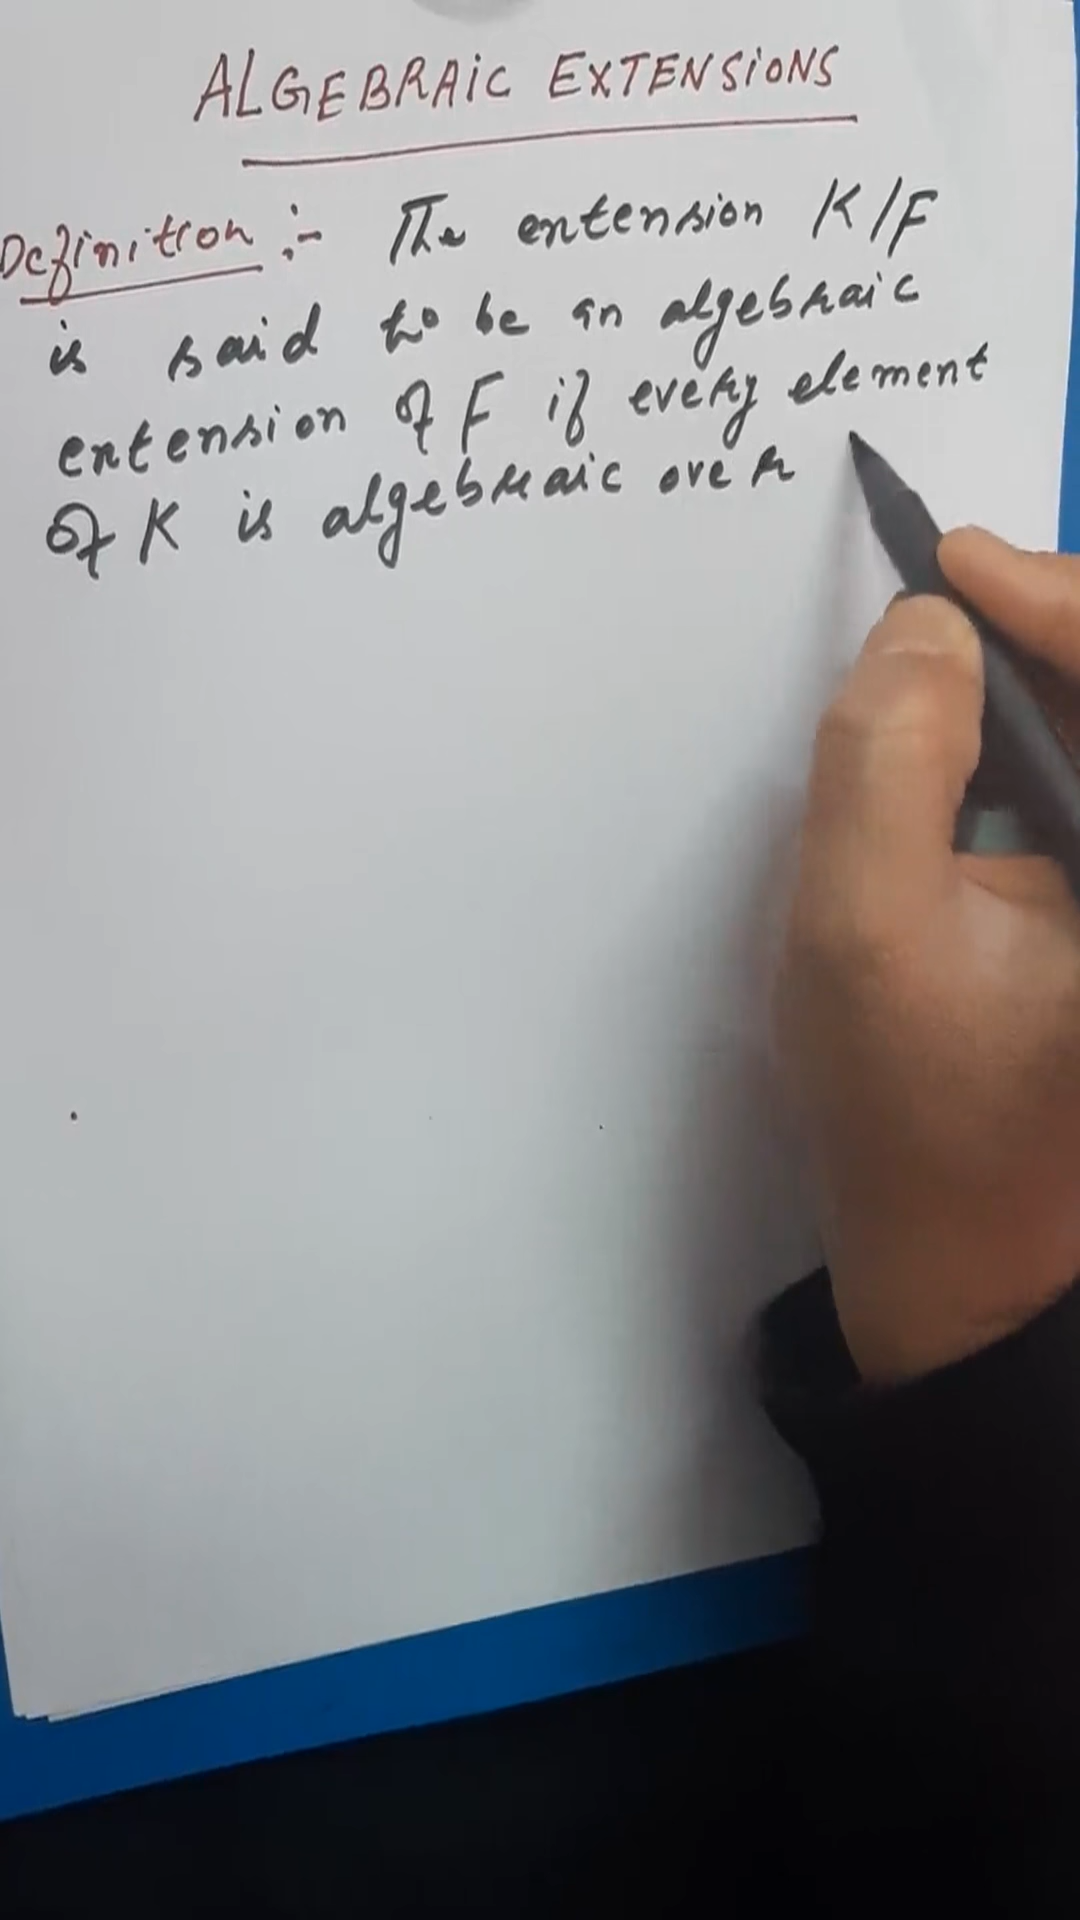 ALGEBRAiC EXTENSiONS
Definition :- The extension K/F
is said to be an algebraic
extension of F if every element
of K is algebraic over